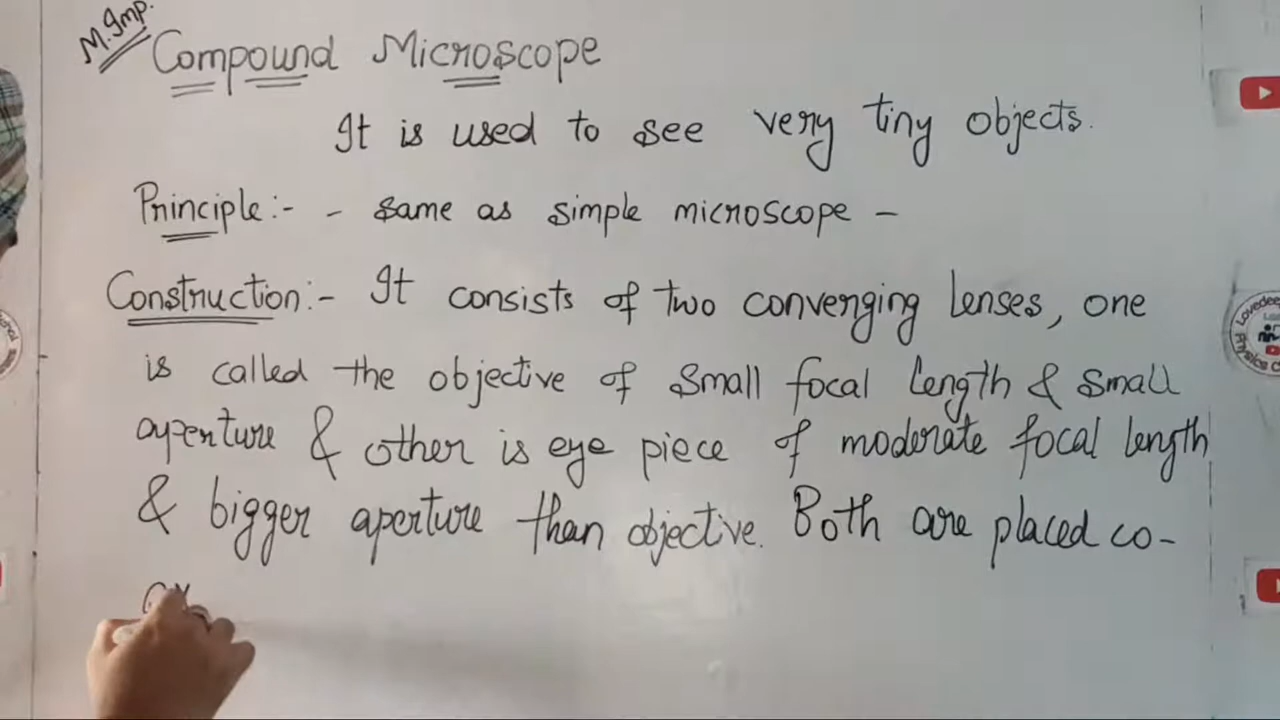 M. Imp.
Compound Microscope
It is used to see very tiny objects.
Principle:- - same as simple microscope -
Construction:- It consists of two converging lenses, one
is called the objective of small focal length & small
aperture & other is eye piece of moderate focal length
& bigger aperture than objective. Both are placed co-